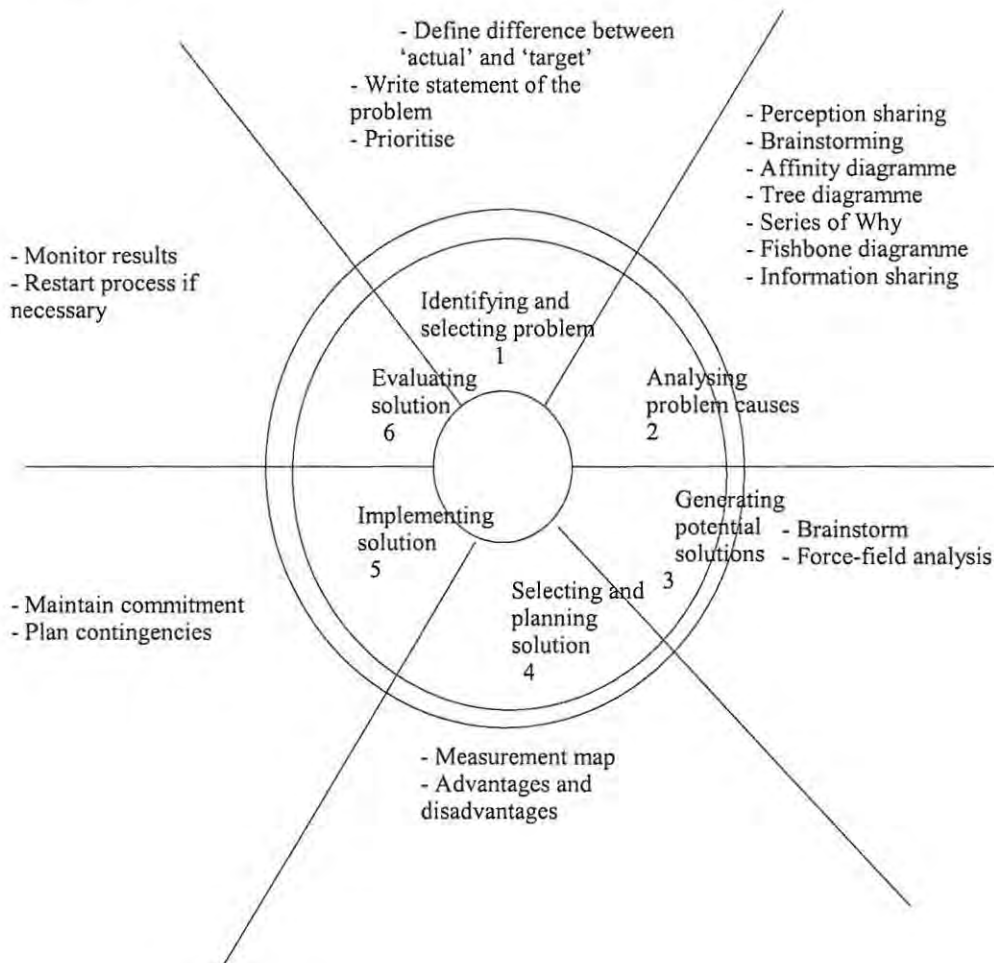 - Define difference between
'actual' and 'target'
- Write statement of the
problem
- Prioritise
- Perception sharing
- Brainstorming
- Affinity diagramme
- Tree diagramme
- Series of Why
- Fishbone diagramme
- Information sharing
- Monitor results
- Restart process if
necessary
Identifying and
selecting problem
1
Analysing
problem causes
2
Evaluating
solution
6
Generating
potential
solutions
3
- Brainstorm
- Force-field analysis
Implementing
solution
5
Selecting and
planning
solution
4
- Maintain commitment
- Plan contingencies
- Measurement map
- Advantages and
disadvantages